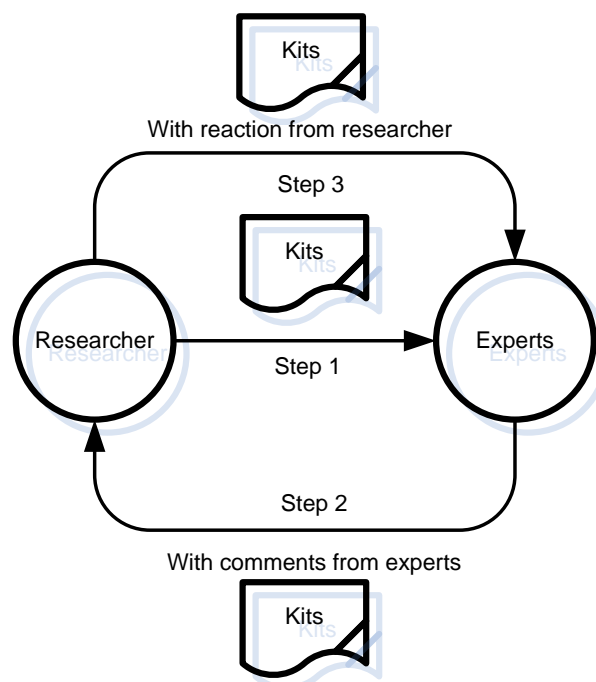 Kits
With reaction from researcher
Step 3
Kits
Researcher
Experts
Step 1
Step 2
With comments from experts
Kits